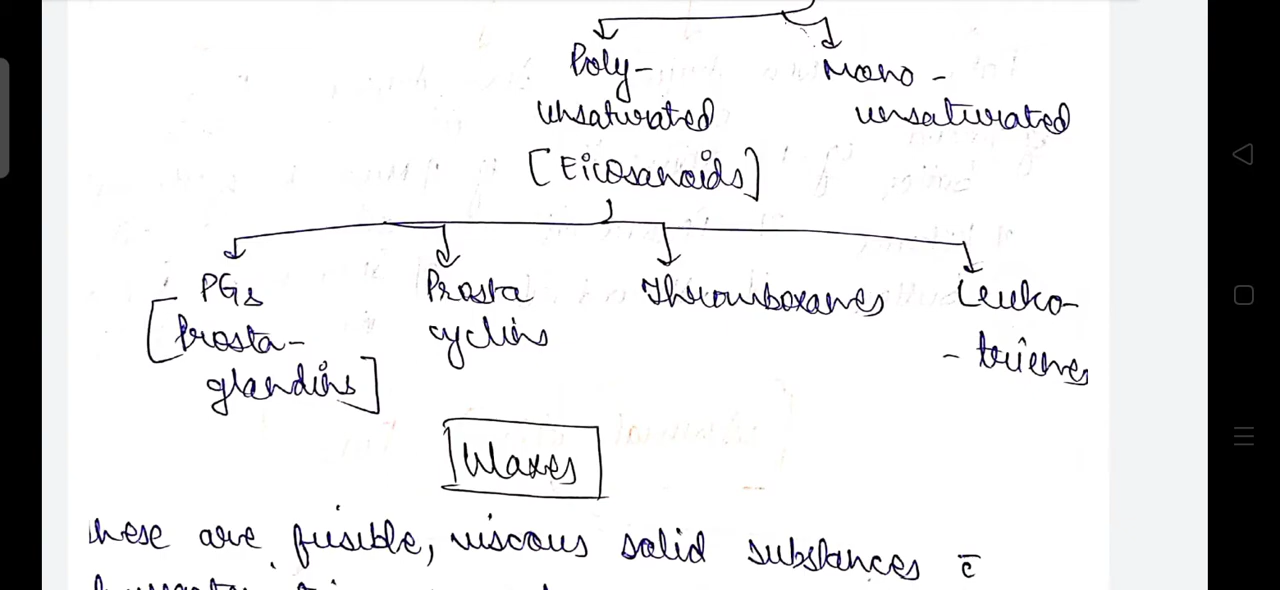 Poly- Mono-
unsaturated unsaturated
[Eicosanoids]
PGs Prosta Thromboxanes Leuko-
[Prosta- cyclins - trienes
glandins]
Waxes
These are fusible, viscous solid substances c̄